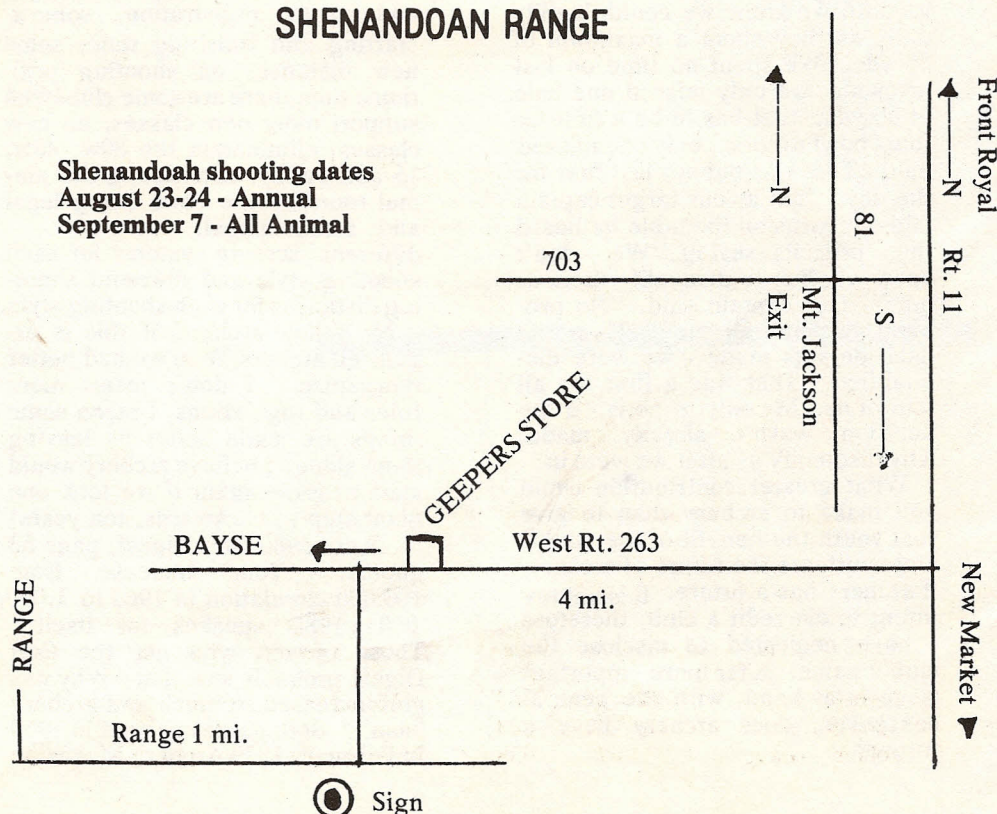 SHENANDOAN RANGE
Shenandoah shooting dates
August 23-24 - Annual
September 7 - All Animal
N
81
S
N
Front Royal
Rt. 11
703
Exit
Mt. Jackson
GEEPERS STORE
BAYSE
West Rt. 263
4 mi.
New Market
RANGE
Range 1 mi.
Sign